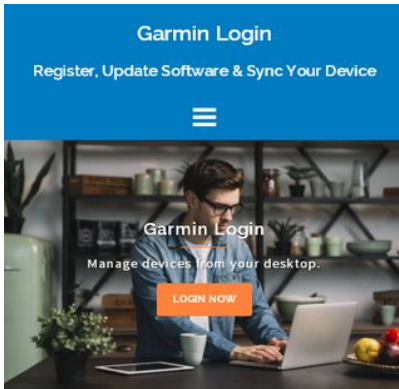 Garmin Login
Register, Update Software & Sync Your Device
Garmin Login
Manage devices from your desktop.
LOGIN NOW